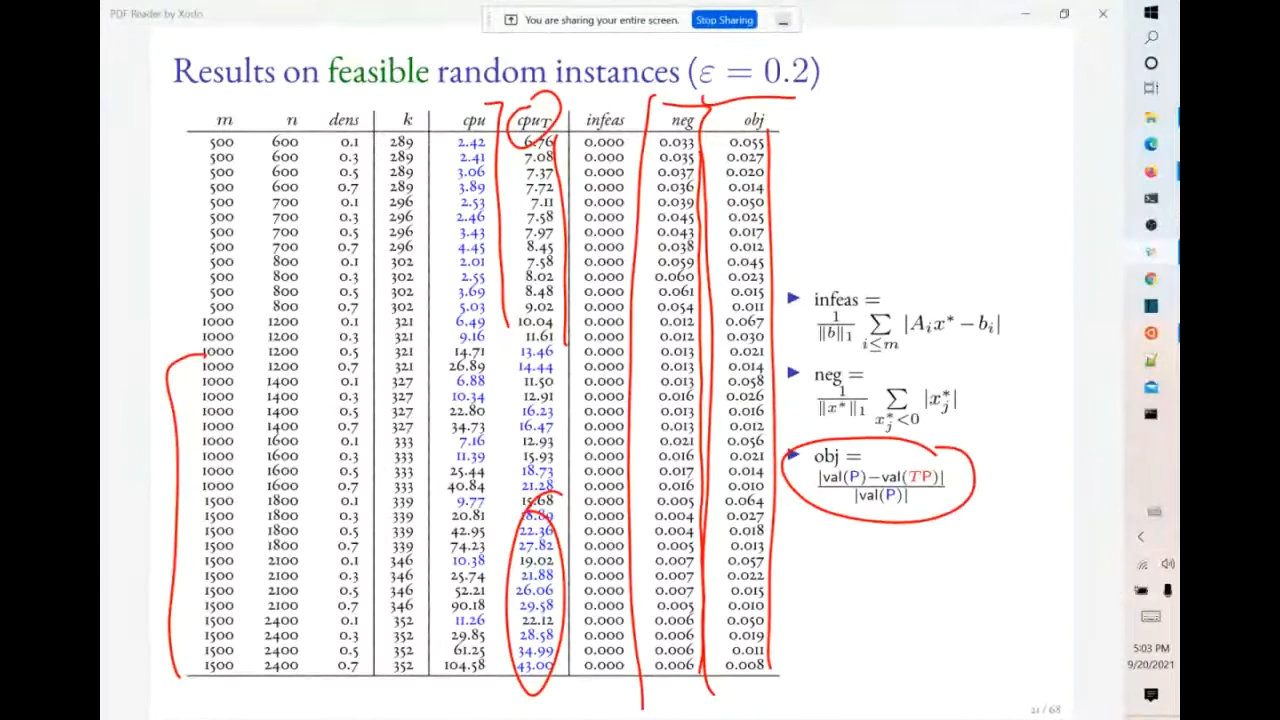 PDF Reader by Xodo
You are sharing your entire screen. Stop Sharing
Results on feasible random instances (ε = 0.2)
m n dens k cpu cpu_T infeas neg obj
500 600 0.1 289 2.42 6.76 0.000 0.033 0.055
500 600 0.3 289 2.41 7.08 0.000 0.035 0.027
500 600 0.5 289 3.06 7.37 0.000 0.037 0.020
500 600 0.7 289 3.89 7.72 0.000 0.036 0.014
500 700 0.1 296 2.53 7.11 0.000 0.039 0.050
500 700 0.3 296 2.46 7.58 0.000 0.045 0.025
500 700 0.5 296 3.43 7.97 0.000 0.043 0.017
500 700 0.7 296 4.45 8.45 0.000 0.038 0.012
500 800 0.1 302 2.01 7.58 0.000 0.059 0.045
500 800 0.3 302 2.55 8.02 0.000 0.060 0.023
500 800 0.5 302 3.69 8.48 0.000 0.061 0.015
500 800 0.7 302 5.03 9.02 0.000 0.054 0.011
1000 1200 0.1 321 6.49 10.04 0.000 0.012 0.067
1000 1200 0.3 321 9.16 11.61 0.000 0.012 0.030
1000 1200 0.5 321 14.71 13.46 0.000 0.013 0.021
1000 1200 0.7 321 26.89 14.44 0.000 0.013 0.014
1000 1400 0.1 327 6.88 11.50 0.000 0.013 0.058
1000 1400 0.3 327 10.34 12.91 0.000 0.016 0.026
1000 1400 0.5 327 22.80 16.23 0.000 0.013 0.016
1000 1400 0.7 327 34.73 16.47 0.000 0.013 0.012
1000 1600 0.1 333 7.16 12.93 0.000 0.021 0.056
1000 1600 0.3 333 11.39 15.93 0.000 0.016 0.021
1000 1600 0.5 333 25.44 18.73 0.000 0.017 0.014
1000 1600 0.7 333 40.84 21.28 0.000 0.016 0.010
1500 1800 0.1 339 9.77 15.68 0.000 0.005 0.064
1500 1800 0.3 339 20.81 0.000 0.004 0.027
1500 1800 0.5 339 42.95 22.36 0.000 0.004 0.018
1500 1800 0.7 339 74.23 27.82 0.000 0.005 0.013
1500 2100 0.1 346 10.38 19.02 0.000 0.007 0.057
1500 2100 0.3 346 25.74 21.88 0.000 0.007 0.022
1500 2100 0.5 346 52.21 26.06 0.000 0.007 0.015
1500 2100 0.7 346 90.18 29.58 0.000 0.005 0.010
1500 2400 0.1 352 11.26 22.12 0.000 0.006 0.050
1500 2400 0.3 352 29.85 28.58 0.000 0.006 0.019
1500 2400 0.5 352 61.25 34.99 0.000 0.006 0.011
1500 2400 0.7 352 104.58 43.00 0.000 0.006 0.008
▶ infeas =
1/‖b‖₁ ∑_{i≤m} |A_i x* − b_i|
▶ neg =
1/‖x*‖₁ ∑_{x*_j<0} |x*_j|
▶ obj =
|val(P)−val(TP)| / |val(P)|
21 / 68
5:03 PM
9/20/2021